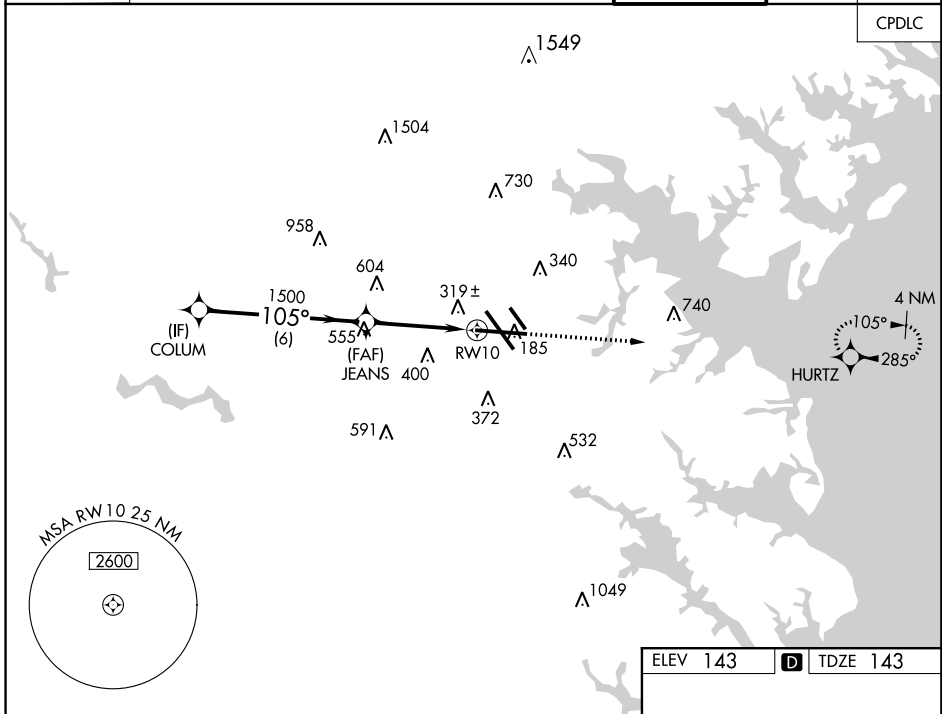 CPDLC
1549
1504
730
958
604
340
1500
319±
105°
740
4 NM
105°
(6)
555
(IF)
COLUM
RW10
185
(FAF)
JEANS
400
285°
HURTZ
372
591
532
MSA RW10 25 NM
2600
1049
ELEV 143 D TDZE 143